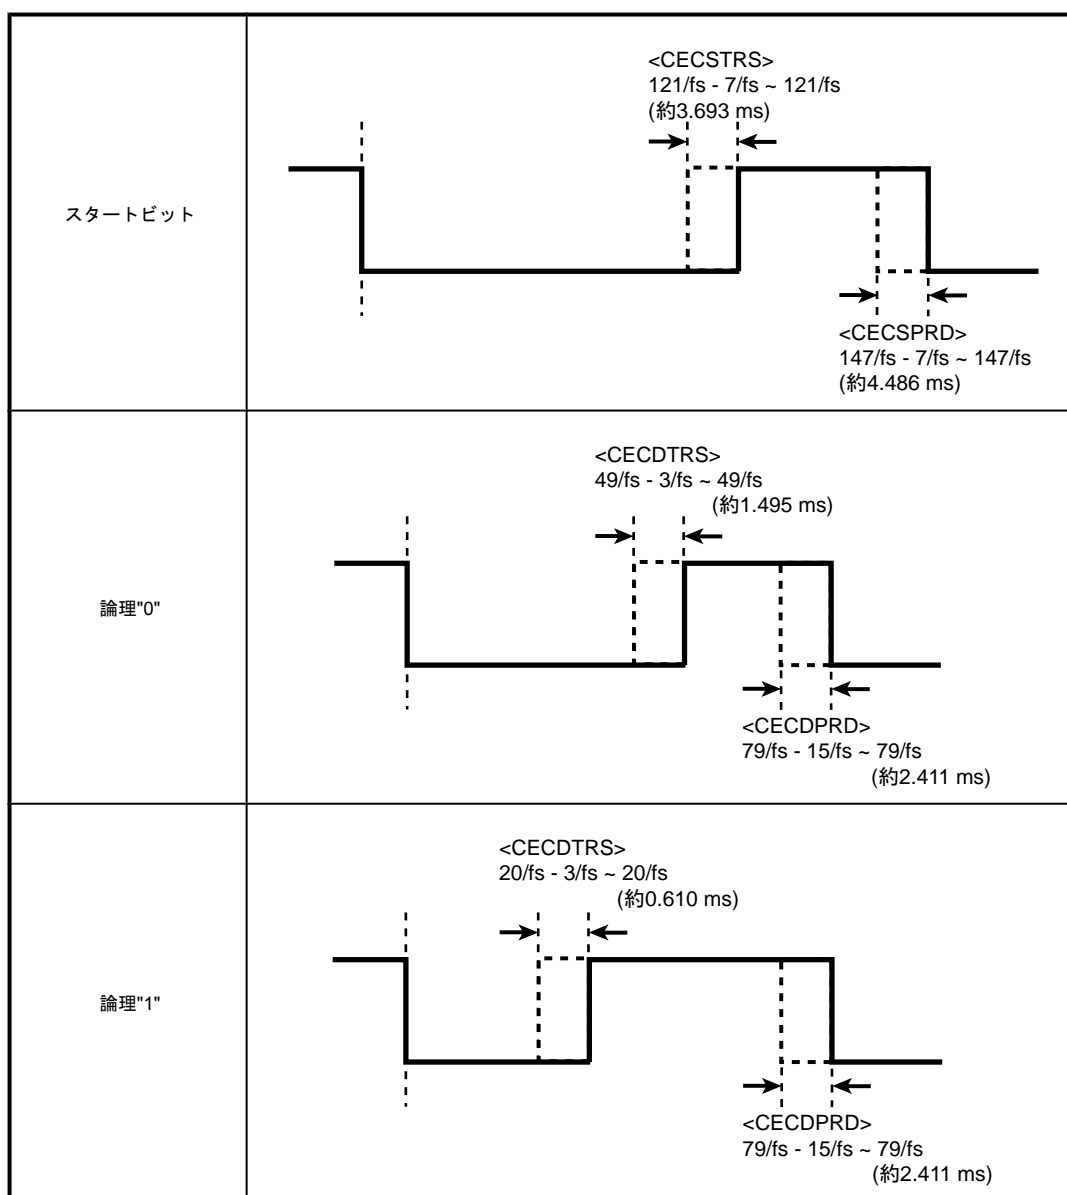 スタートビット
<CECSTRS>
121/fs - 7/fs ~ 121/fs
(約3.693 ms)
<CECSPRD>
147/fs - 7/fs ~ 147/fs
(約4.486 ms)
論理"0"
<CECDTRS>
49/fs - 3/fs ~ 49/fs
(約1.495 ms)
<CECDPRD>
79/fs - 15/fs ~ 79/fs
(約2.411 ms)
論理"1"
<CECDTRS>
20/fs - 3/fs ~ 20/fs
(約0.610 ms)
<CECDPRD>
79/fs - 15/fs ~ 79/fs
(約2.411 ms)